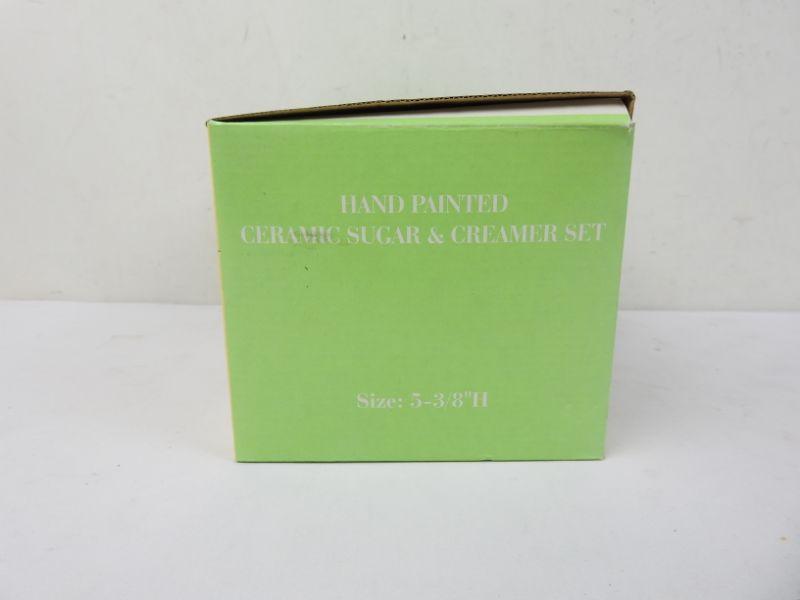 HAND PAINTED
CERAMIC SUGAR & CREAMER SET
Size: 5-3/8"H